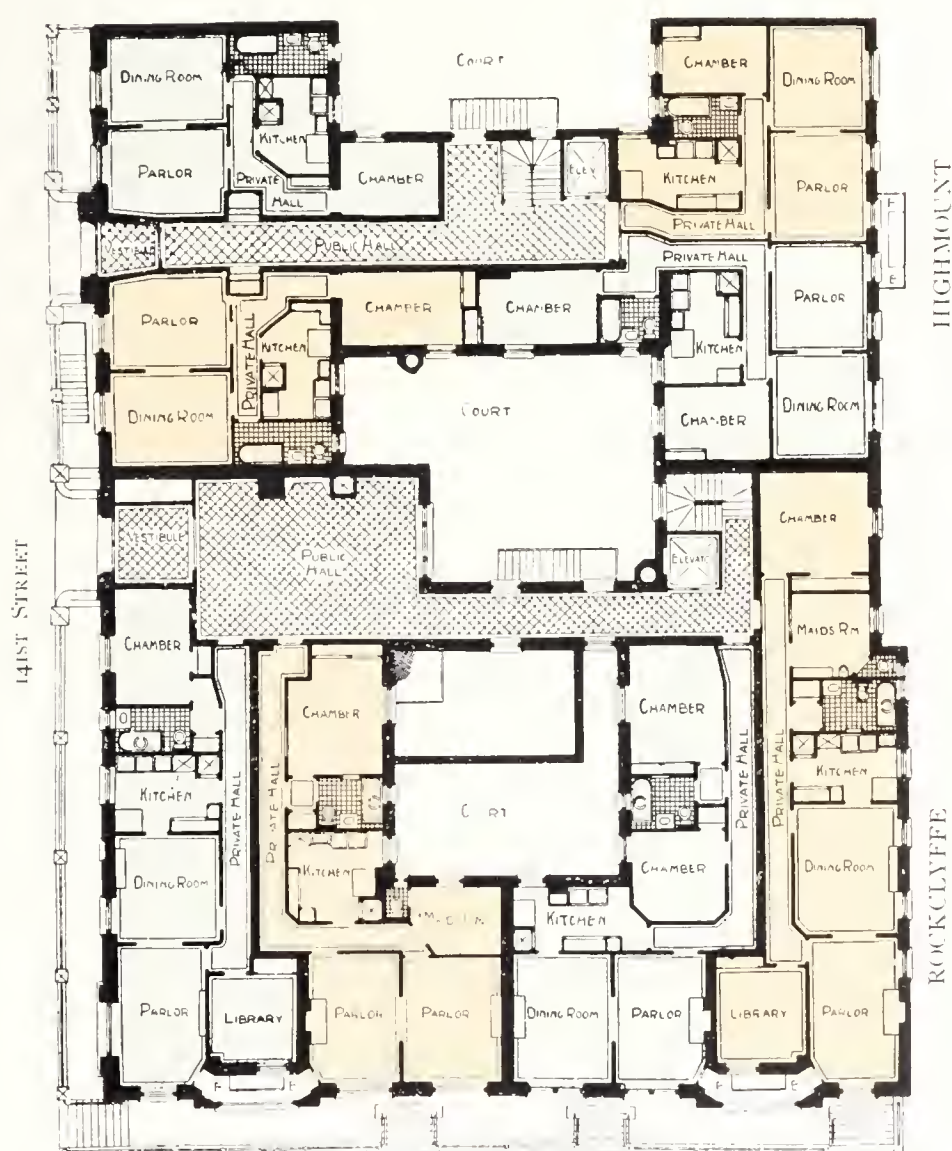 COURT
DINING ROOM
CHAMBER
DINING ROOM
KITCHEN
PARLOR
PRIVATE
HALL
CHAMBER
ELEV
KITCHEN
PARLOR
PRIVATE HALL
PUBLIC HALL
PRIVATE HALL
HIGHMOUNT
PARLOR
CHAMBER
CHAMBER
PARLOR
KITCHEN
PRIVATE HALL
KITCHEN
DINING ROOM
COURT
CHAMBER
DINING ROOM
F
E
CHAMBER
VESTIBULE
PUBLIC
HALL
ELEVATO
141ST STREET
CHAMBER
MAIDS RM
CHAMBER
CHAMBER
KITCHEN
PRIVATE HALL
PRIVATE HALL
PRIVATE HALL
PRIVATE HALL
KITCHEN
DINING ROOM
KITCHEN
CHAMBER
DINING ROOM
KITCHEN
ROCKCLYFFE
PARLOR
LIBRARY
PARLOR
PARLOR
DINING ROOM
PARLOR
LIBRARY
PARLOR
F
E
F
E